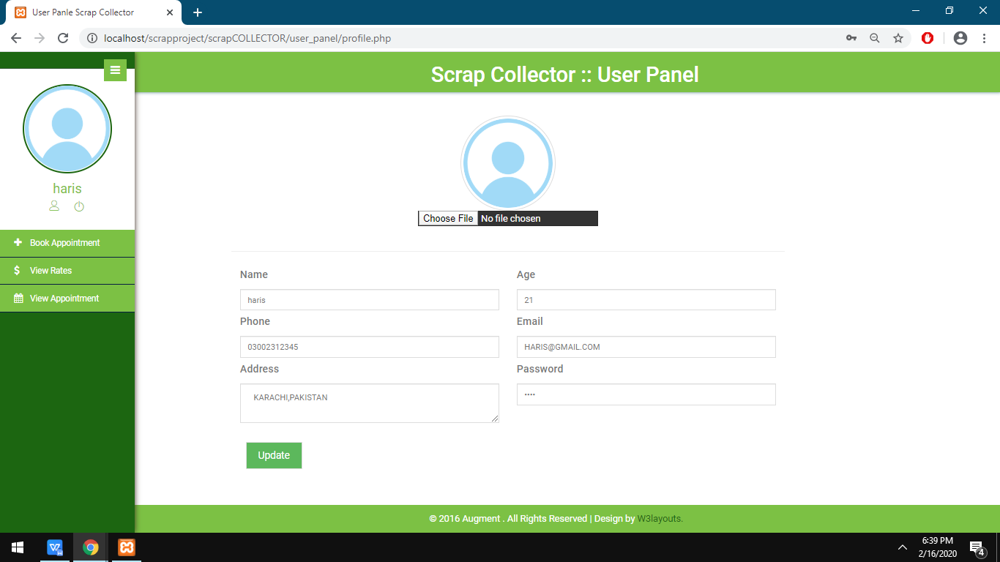 User Panle Scrap Collector
localhost/scrapproject/scrapCOLLECTOR/user_panel/profile.php
Scrap Collector :: User Panel
haris
Book Appointment
View Rates
View Appointment
Choose File No file chosen
Name
haris
Age
21
Phone
03002312345
Email
HARIS@GMAIL.COM
Address
KARACHI,PAKISTAN
Password
••••
Update
© 2016 Augment . All Rights Reserved | Design by W3layouts.
6:39 PM
2/16/2020
4